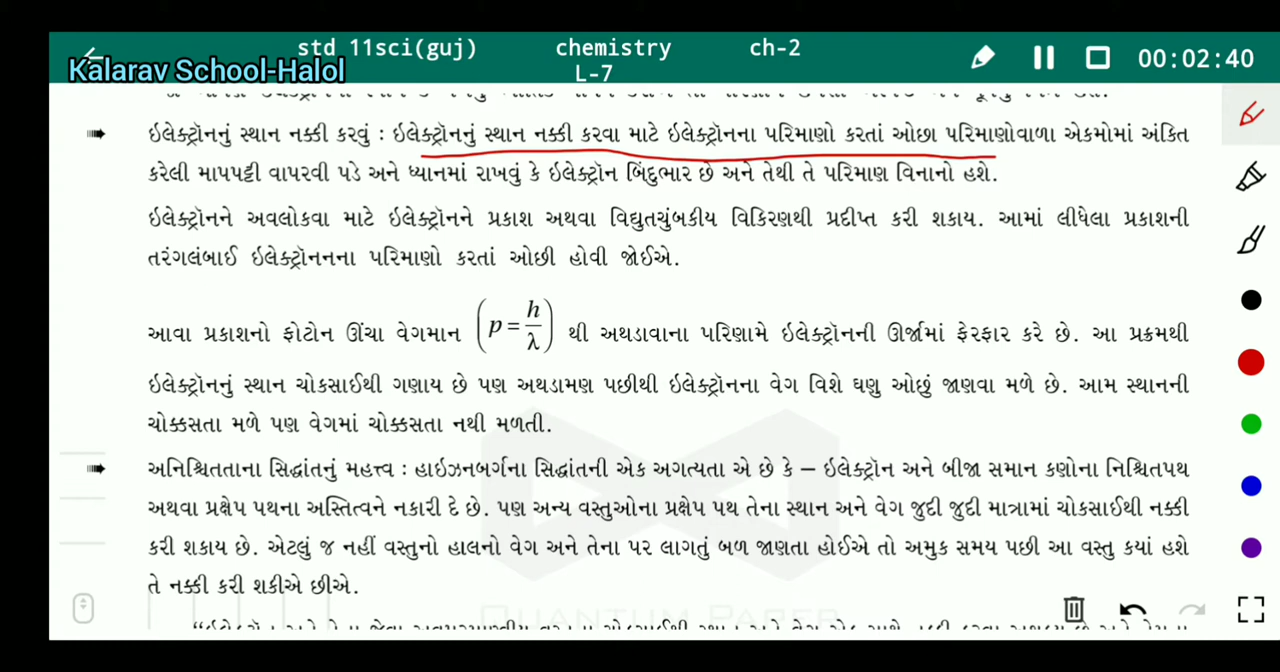 std 11sci(guj) chemistry ch-2
L-7
Kalarav School-Halol
00:02:40
ઇલેક્ટ્રૉનનું સ્થાન નક્કી કરવું : ઇલેક્ટ્રૉનનું સ્થાન નક્કી કરવા માટે ઇલેક્ટ્રૉનના પરિમાણો કરતાં ઓછા પરિમાણોવાળા એકમોમાં અંકિત
કરેલી માપપટ્ટી વાપરવી પડે અને ધ્યાનમાં રાખવું કે ઇલેક્ટ્રૉન બિંદુભાર છે અને તેથી તે પરિમાણ વિનાનો હશે.
ઇલેક્ટ્રૉનને અવલોકવા માટે ઇલેક્ટ્રૉનને પ્રકાશ અથવા વિદ્યુતચુંબકીય વિકિરણથી પ્રદીપ્ત કરી શકાય. આમાં લીધેલા પ્રકાશની
તરંગલંબાઈ ઇલેક્ટ્રૉનનના પરિમાણો કરતાં ઓછી હોવી જોઈએ.
આવા પ્રકાશનો ફોટોન ઊંચા વેગમાન (p = h/λ) થી અથડાવાના પરિણામે ઇલેક્ટ્રૉનની ઊર્જામાં ફેરફાર કરે છે. આ પ્રક્રમથી
ઇલેક્ટ્રૉનનું સ્થાન ચોકસાઈથી ગણાય છે પણ અથડામણ પછીથી ઇલેક્ટ્રૉનના વેગ વિશે ઘણુ ઓછું જાણવા મળે છે. આમ સ્થાનની
ચોક્કસતા મળે પણ વેગમાં ચોક્કસતા નથી મળતી.
અનિશ્ચિતતાના સિદ્ધાંતનું મહત્ત્વ : હાઇઝનબર્ગના સિદ્ધાંતની એક અગત્યતા એ છે કે – ઇલેક્ટ્રૉન અને બીજા સમાન કણોના નિશ્ચિતપથ
અથવા પ્રક્ષેપ પથના અસ્તિત્વને નકારી દે છે. પણ અન્ય વસ્તુઓના પ્રક્ષેપ પથ તેના સ્થાન અને વેગ જુદી જુદી માત્રામાં ચોકસાઈથી નક્કી
કરી શકાય છે. એટલું જ નહીં વસ્તુનો હાલનો વેગ અને તેના પર લાગતું બળ જાણતા હોઈએ તો અમુક સમય પછી આ વસ્તુ કયાં હશે
તે નક્કી કરી શકીએ છીએ.
QUANTUM PAPER